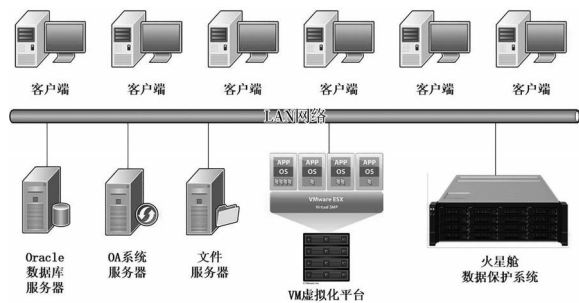 客户端 客户端 客户端 客户端 客户端 客户端
LAN网络
APP APP APP APP
OS OS OS OS
VMware ESX
Virtual SMP
Oracle
数据库
服务器
OA系统
服务器
文件
服务器
VM虚拟化平台
火星舱
数据保护系统